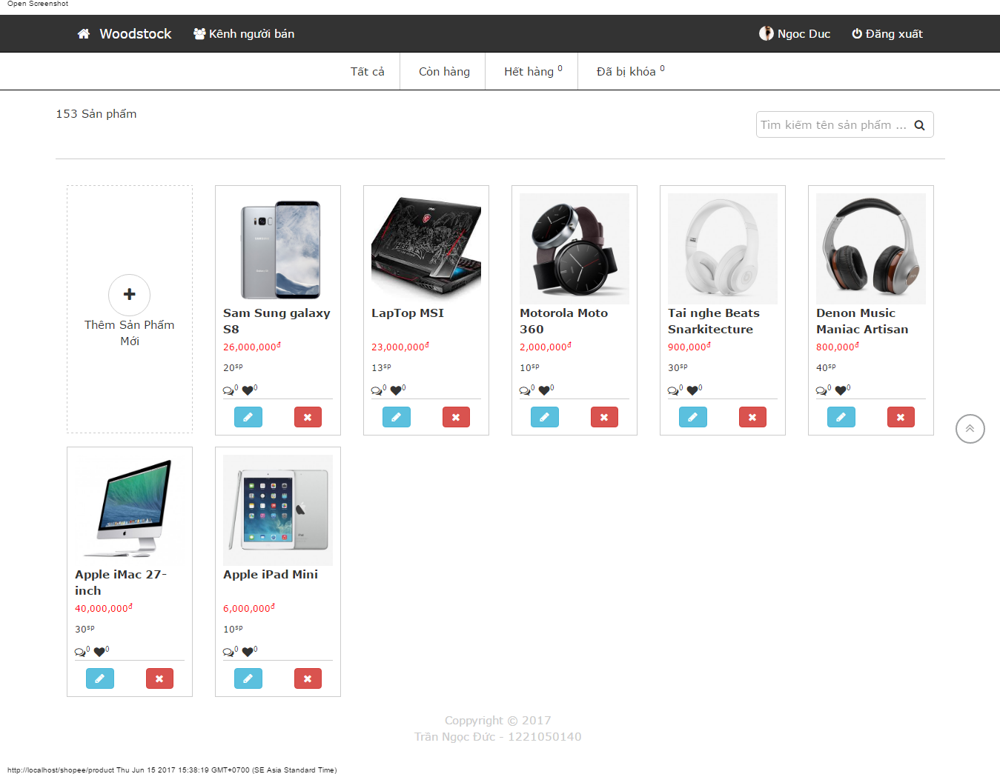 Open Screenshot
Woodstock Kênh người bán Ngoc Duc Đăng xuất
Tất cả Còn hàng Hết hàng 0 Đã bị khóa 0
153 Sản phẩm
Tìm kiếm tên sản phẩm ...
Thêm Sản Phẩm
Mới
Sam Sung galaxy
S8
26,000,000đ
20sp
0 0
LapTop MSI
23,000,000đ
13sp
0 0
Motorola Moto
360
2,000,000đ
10sp
0 0
Tai nghe Beats
Snarkitecture
900,000đ
30sp
0 0
Denon Music
Maniac Artisan
800,000đ
40sp
0 0
Apple iMac 27-
inch
40,000,000đ
30sp
0 0
Apple iPad Mini
6,000,000đ
10sp
0 0
Coppyright © 2017
Trần Ngọc Đức - 1221050140
http://localhost/shopee/product Thu Jun 15 2017 15:38:19 GMT+0700 (SE Asia Standard Time)